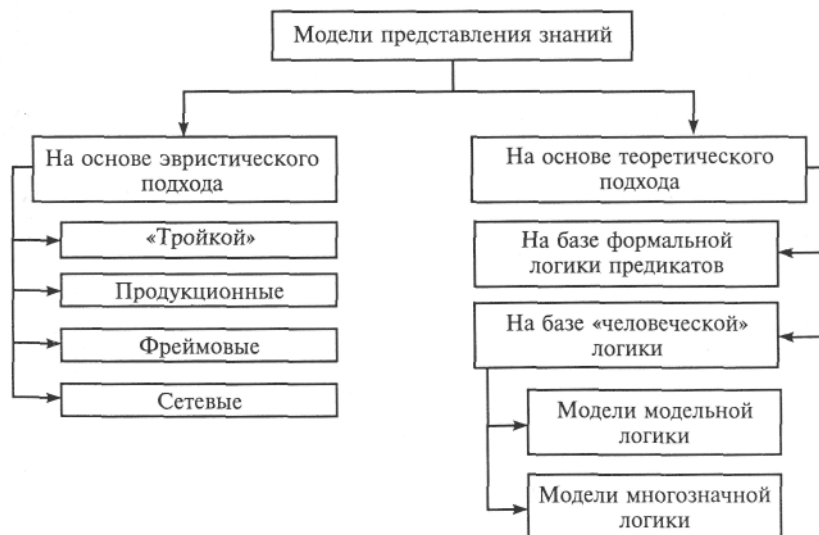 Модели представления знаний
На основе эвристического
подхода
«Тройкой»
Продукционные
Фреймовые
Сетевые
На основе теоретического
подхода
На базе формальной
логики предикатов
На базе «человеческой»
логики
Модели модельной
логики
Модели многозначной
логики